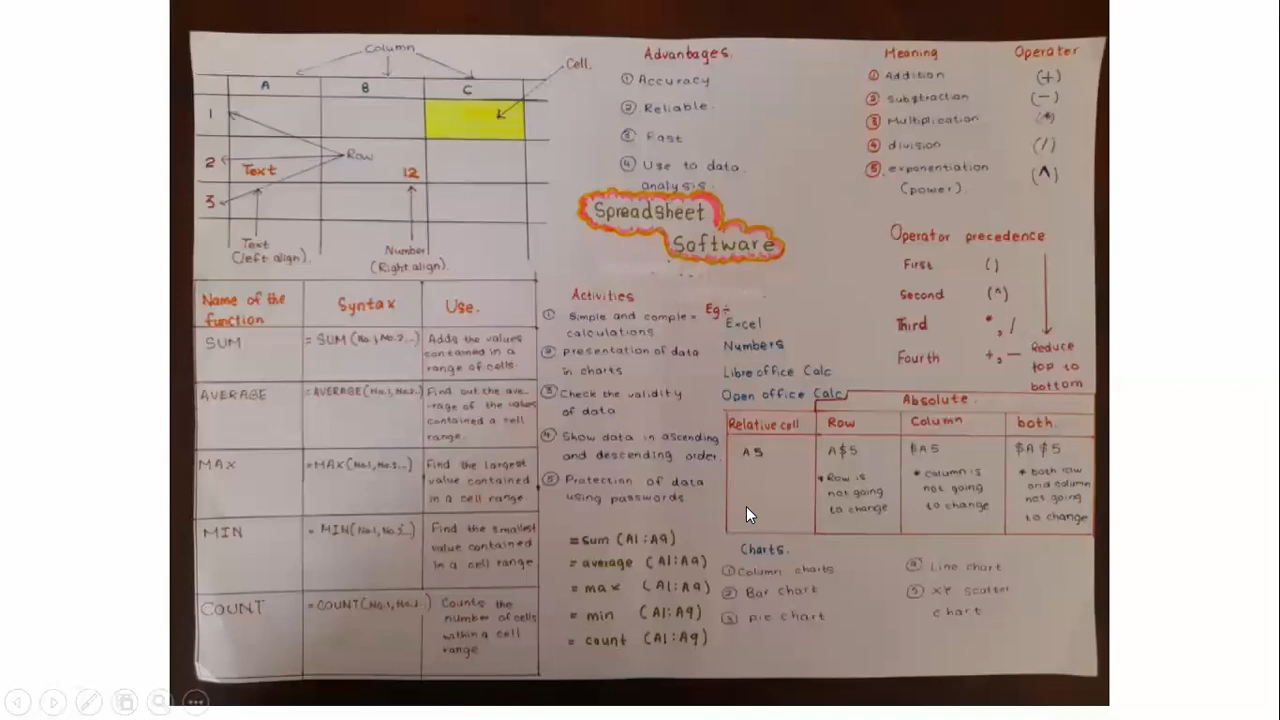 Column
Cell.
A B C
1
Row
2 Text 12
3
Text
(left align).
Number
(Right align).
Advantages.
① Accuracy
② Reliable.
③ Fast
④ Use to data
analysis.
Spreadsheet
Software
Meaning Operator
① Addition (+)
② Subtraction (-)
③ Multiplication (*)
④ division (/)
⑤ exponentiation (^)
(power).
Operator precedence
First ()
Second (^)
Third *, /
Fourth +, -
Reduce
top to
bottom
Name of the
function
Syntax
Use.
SUM
= SUM (No.1, No.2...)
Adds the values
contained in a
range of cells.
AVERAGE
=AVERAGE(No.1, No.2..)
Find out the ave
-rage of the values
contained a cell
range.
MAX
=MAX(No.1, No.2...)
Find the largest
value contained
in a cell range
MIN
= MIN(No.1, No.2...)
Find the smallest
value contained
in a cell range
COUNT
=COUNT(No.1, No.2..)
Counts the
number of cells
within a cell
range
Activities
① Simple and comple=
calculations
② Presentation of data
in charts
③ Check the validity
of data
④ Show data in ascending
and descending order.
⑤ Protection of data
using passwords
=sum (A1:A9)
= average (A1:A9)
= max (A1:A9)
= min (A1:A9)
= count (A1:A9)
Eg:-
Excel
Numbers
Libre office Calc
Open office Calc
Absolute.
Relative cell Row Column both.
A5 A$5 $A5 $A$5
* Row is
not going
to change
* column is
not going
to change
* both row
and column
not going
to change
Charts.
① Column charts
② Bar chart
③ pie chart
④ Line chart
⑤ XY scatter
chart